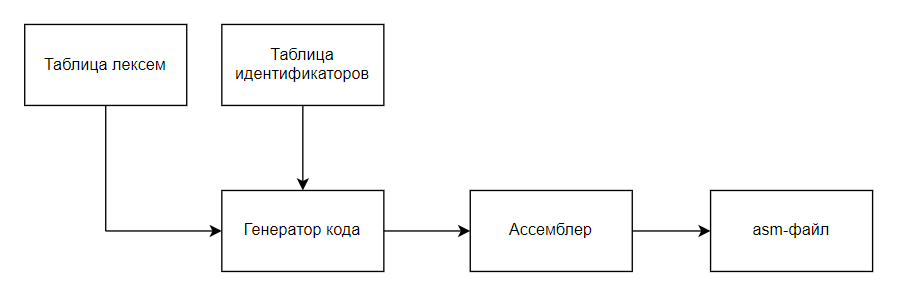 Таблица лексем
Таблица
идентификаторов
Генератор кода
Ассемблер
asm-файл